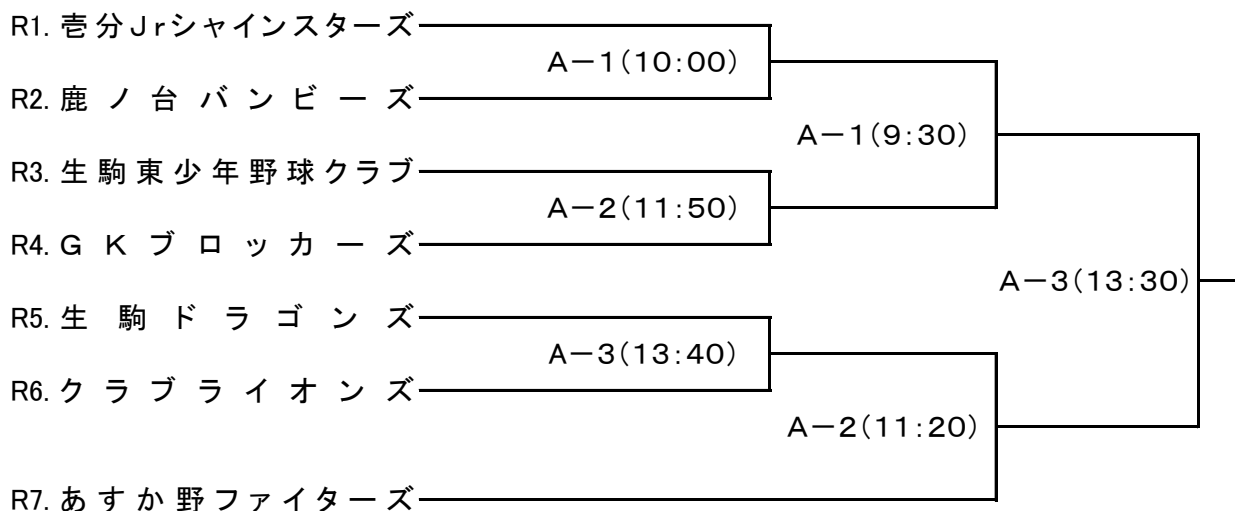 R1. 壱分Jrシャインスターズ
A－1(10:00)
R2. 鹿ノ台バンビーズ
A－1(9:30)
R3. 生駒東少年野球クラブ
A－2(11:50)
R4. GKブロッカーズ
A－3(13:30)
R5. 生駒ドラゴンズ
A－3(13:40)
R6. クラブライオンズ
A－2(11:20)
R7. あすか野ファイターズ